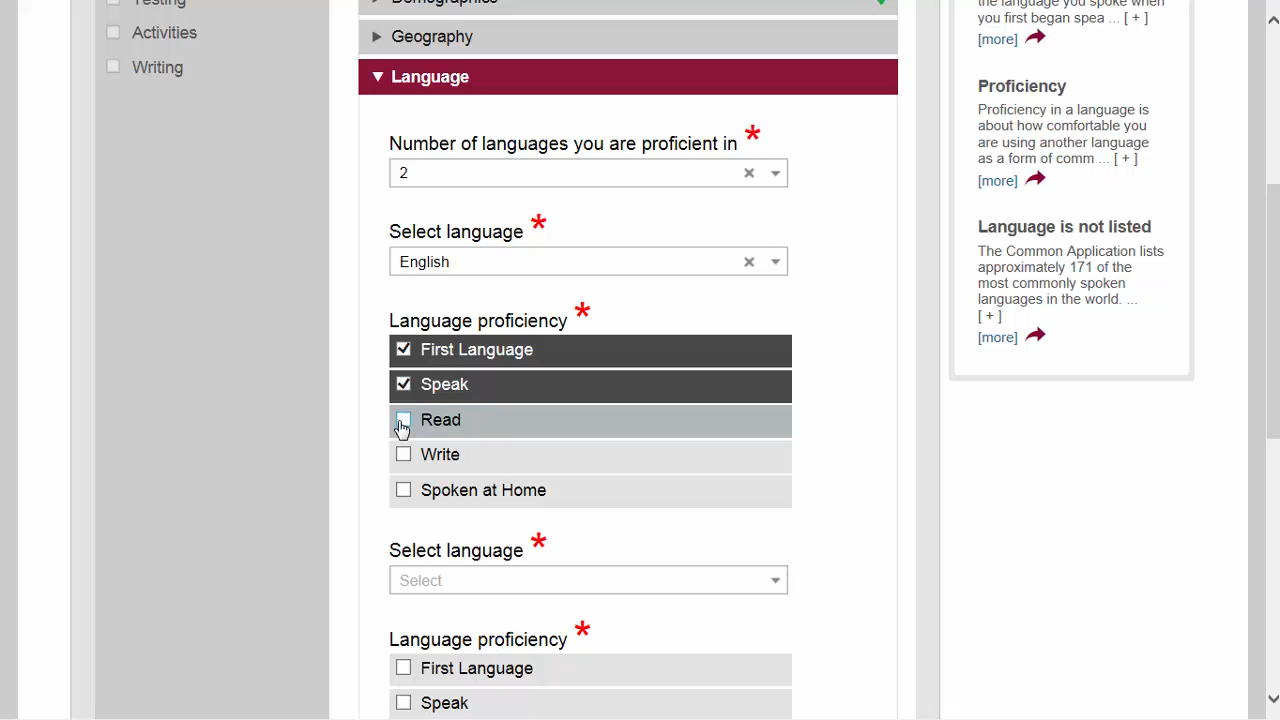 Testing
Activities
Writing
Demographics
Geography
Language
Number of languages you are proficient in *
2
Select language *
English
Language proficiency *
First Language
Speak
Read
Write
Spoken at Home
Select language *
Select
Language proficiency *
First Language
Speak
the language you spoke when
you first began spea ... [ + ]
[more]
Proficiency
Proficiency in a language is
about how comfortable you
are using another language
as a form of comm ... [ + ]
[more]
Language is not listed
The Common Application lists
approximately 171 of the
most commonly spoken
languages in the world. ...
[ + ]
[more]